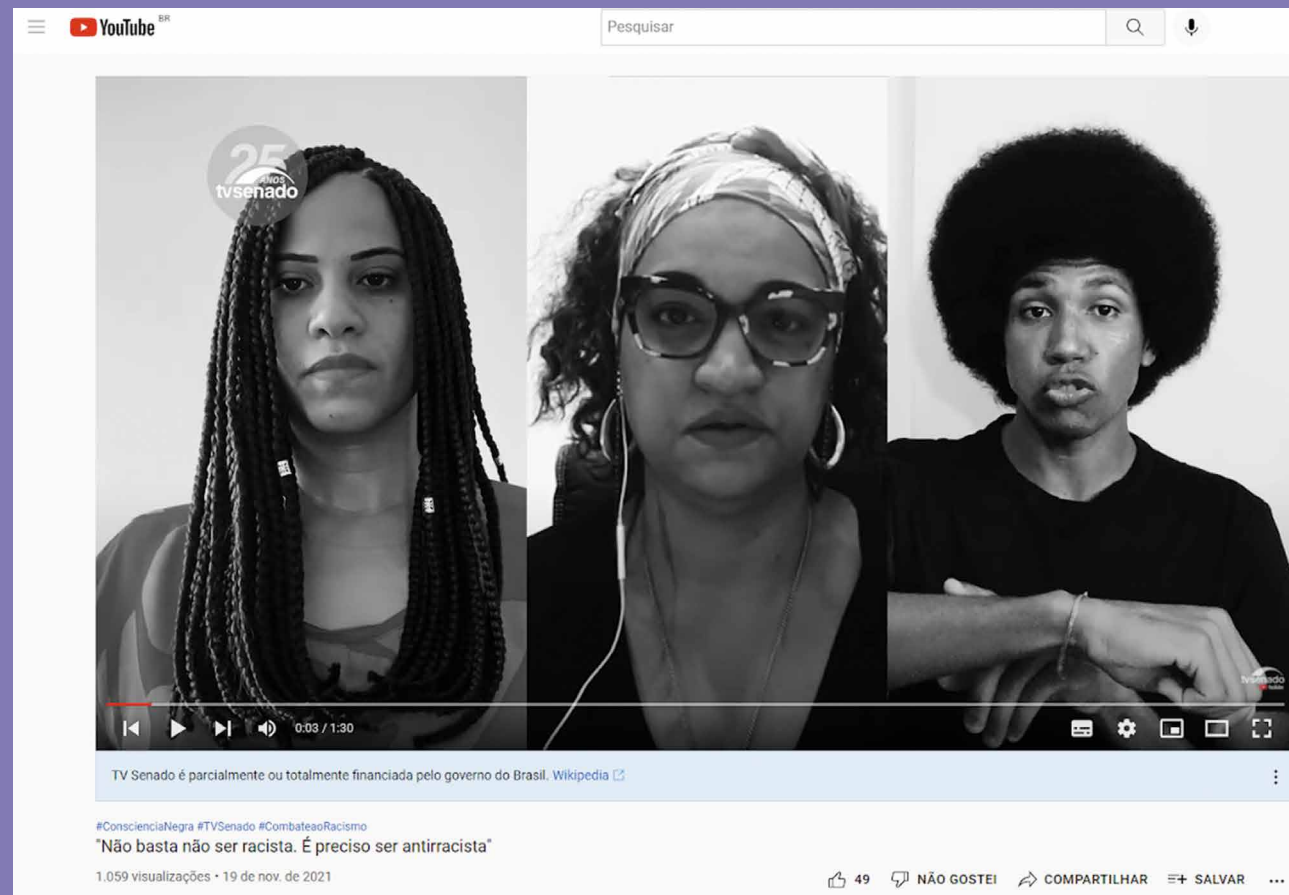 YouTube BR
Pesquisar
25
ANOS
tvsenado
tvsenado
0:03 / 1:30
TV Senado é parcialmente ou totalmente financiada pelo governo do Brasil. Wikipedia
#ConscienciaNegra #TVSenado #CombateaoRacismo
"Não basta não ser racista. É preciso ser antirracista"
1.059 visualizações • 19 de nov. de 2021
49 NÃO GOSTEI COMPARTILHAR SALVAR